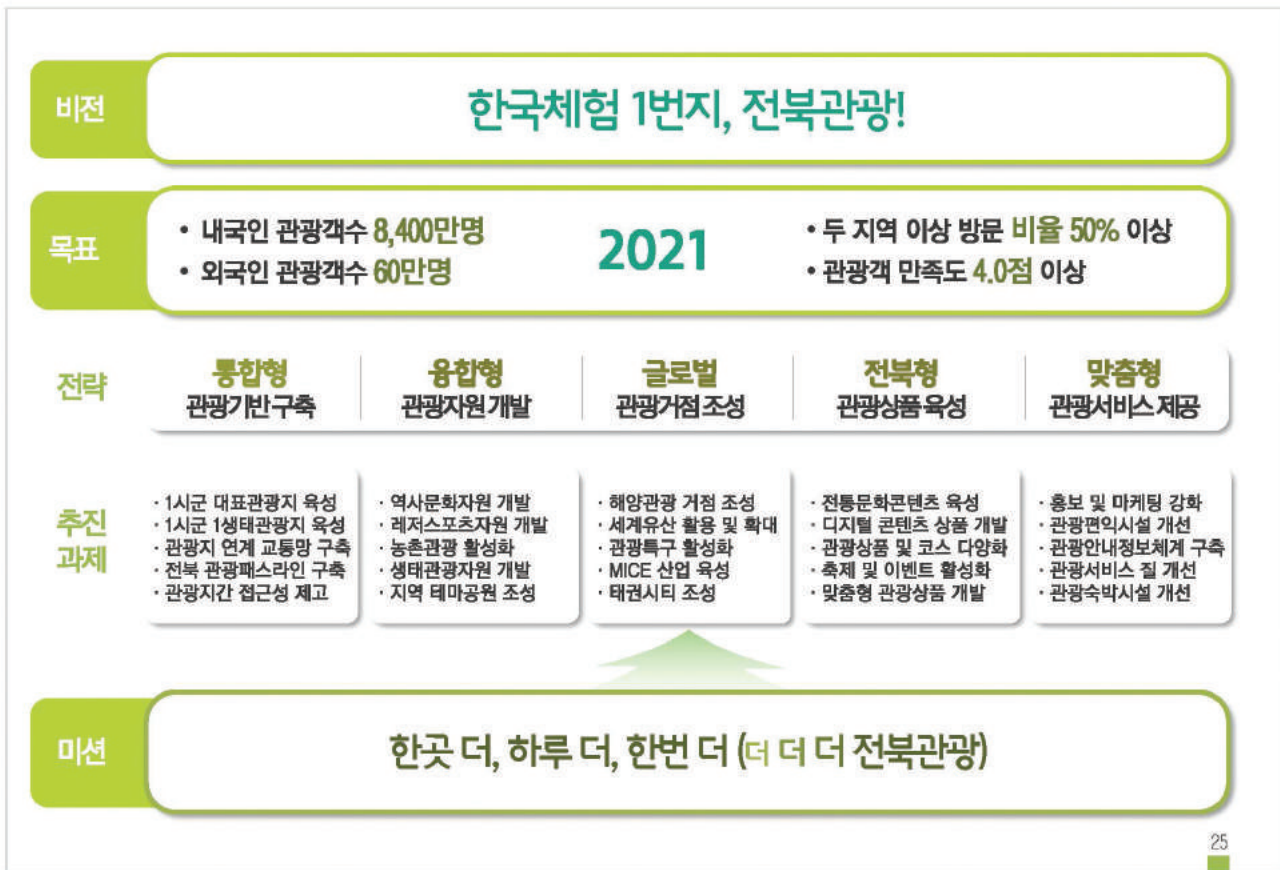 비전
한국체험 1번지, 전북관광!
목표
• 내국인 관광객수 8,400만명
• 외국인 관광객수 60만명
2021
• 두 지역 이상 방문 비율 50% 이상
• 관광객 만족도 4.0점 이상
전략
통합형
관광기반 구축
융합형
관광자원 개발
글로벌
관광거점 조성
전북형
관광상품 육성
맞춤형
관광서비스 제공
추진
과제
· 1시군 대표관광지 육성
· 1시군 1생태관광지 육성
· 관광지 연계 교통망 구축
· 전북 관광패스라인 구축
· 관광지간 접근성 제고
· 역사문화자원 개발
· 레저스포츠자원 개발
· 농촌관광 활성화
· 생태관광자원 개발
· 지역 테마공원 조성
· 해양관광 거점 조성
· 세계유산 활용 및 확대
· 관광특구 활성화
· MICE 산업 육성
· 태권시티 조성
· 전통문화콘텐츠 육성
· 디지털 콘텐츠 상품 개발
· 관광상품 및 코스 다양화
· 축제 및 이벤트 활성화
· 맞춤형 관광상품 개발
· 홍보 및 마케팅 강화
· 관광편익시설 개선
· 관광안내정보체계 구축
· 관광서비스 질 개선
· 관광숙박시설 개선
미션
한곳 더, 하루 더, 한번 더 (더 더 더 전북관광)
25